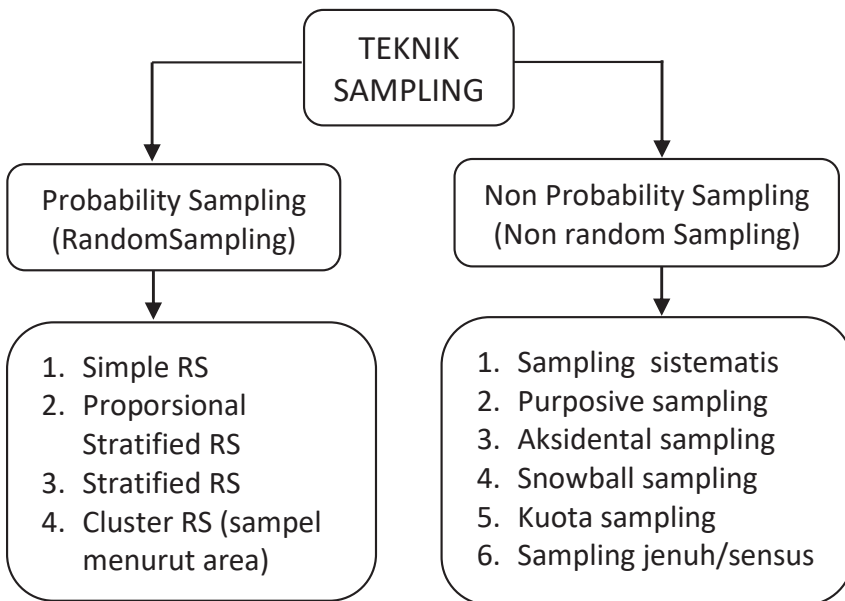 TEKNIK
SAMPLING
Probability Sampling
(RandomSampling)
Non Probability Sampling
(Non random Sampling)
1. Simple RS
2. Proporsional
Stratified RS
3. Stratified RS
4. Cluster RS (sampel
menurut area)
1. Sampling sistematis
2. Purposive sampling
3. Aksidental sampling
4. Snowball sampling
5. Kuota sampling
6. Sampling jenuh/sensus